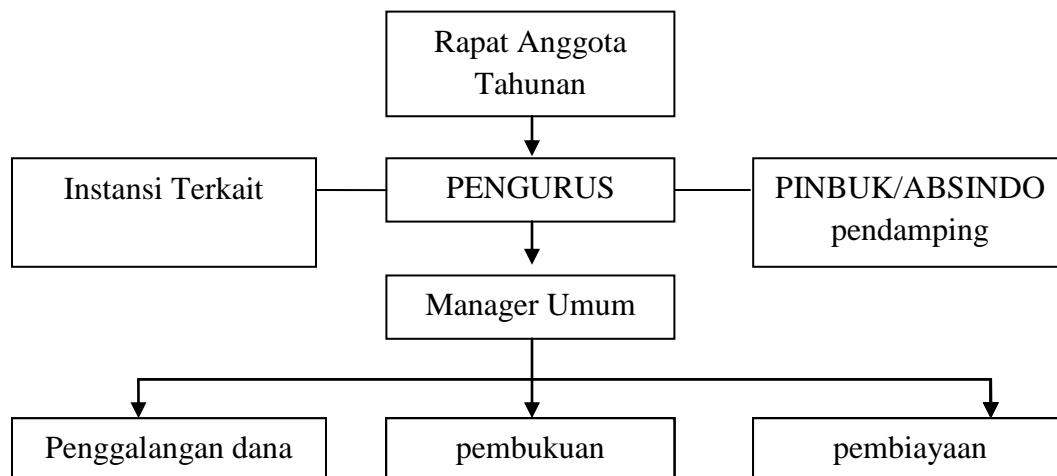 Rapat Anggota
Tahunan
Instansi Terkait
PENGURUS
PINBUK/ABSINDO
pendamping
Manager Umum
Penggalangan dana
pembukuan
pembiayaan